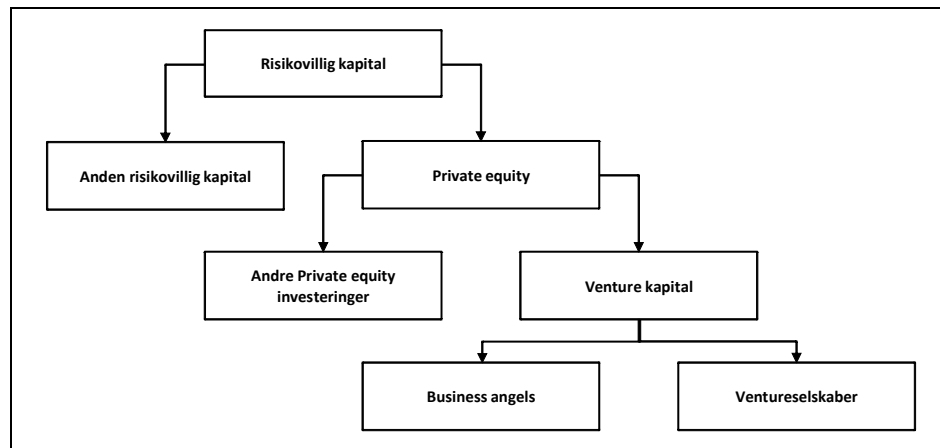 Risikovillig kapital
Anden risikovillig kapital
Private equity
Andre Private equity
investeringer
Venture kapital
Business angels
Ventureselskaber